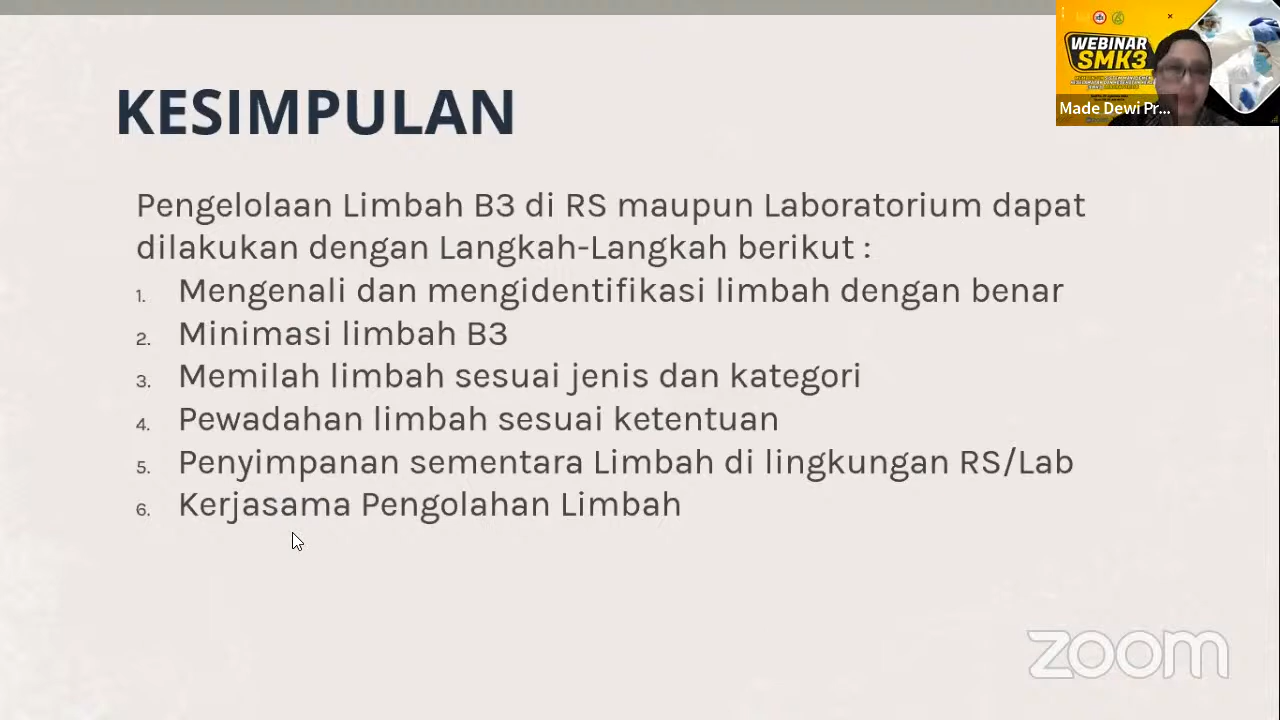 WEBINAR
SMK3
Made Dewi Pr...
KESIMPULAN
Pengelolaan Limbah B3 di RS maupun Laboratorium dapat
dilakukan dengan Langkah-Langkah berikut :
1. Mengenali dan mengidentifikasi limbah dengan benar
2. Minimasi limbah B3
3. Memilah limbah sesuai jenis dan kategori
4. Pewadahan limbah sesuai ketentuan
5. Penyimpanan sementara Limbah di lingkungan RS/Lab
6. Kerjasama Pengolahan Limbah
zoom